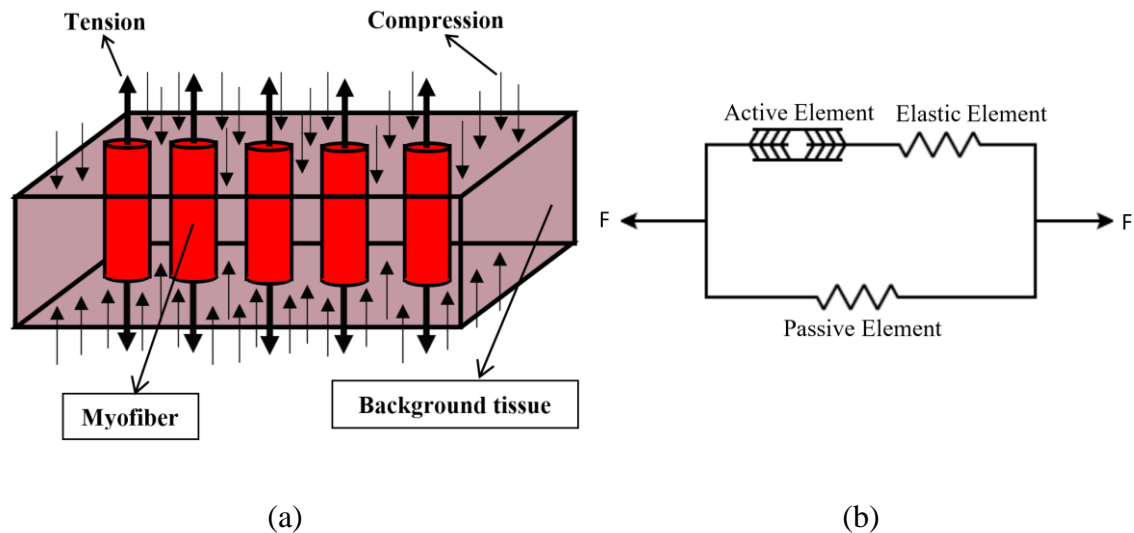 Tension
Compression
Myofiber
Background tissue
(a)
Active Element
Elastic Element
F
F
Passive Element
(b)